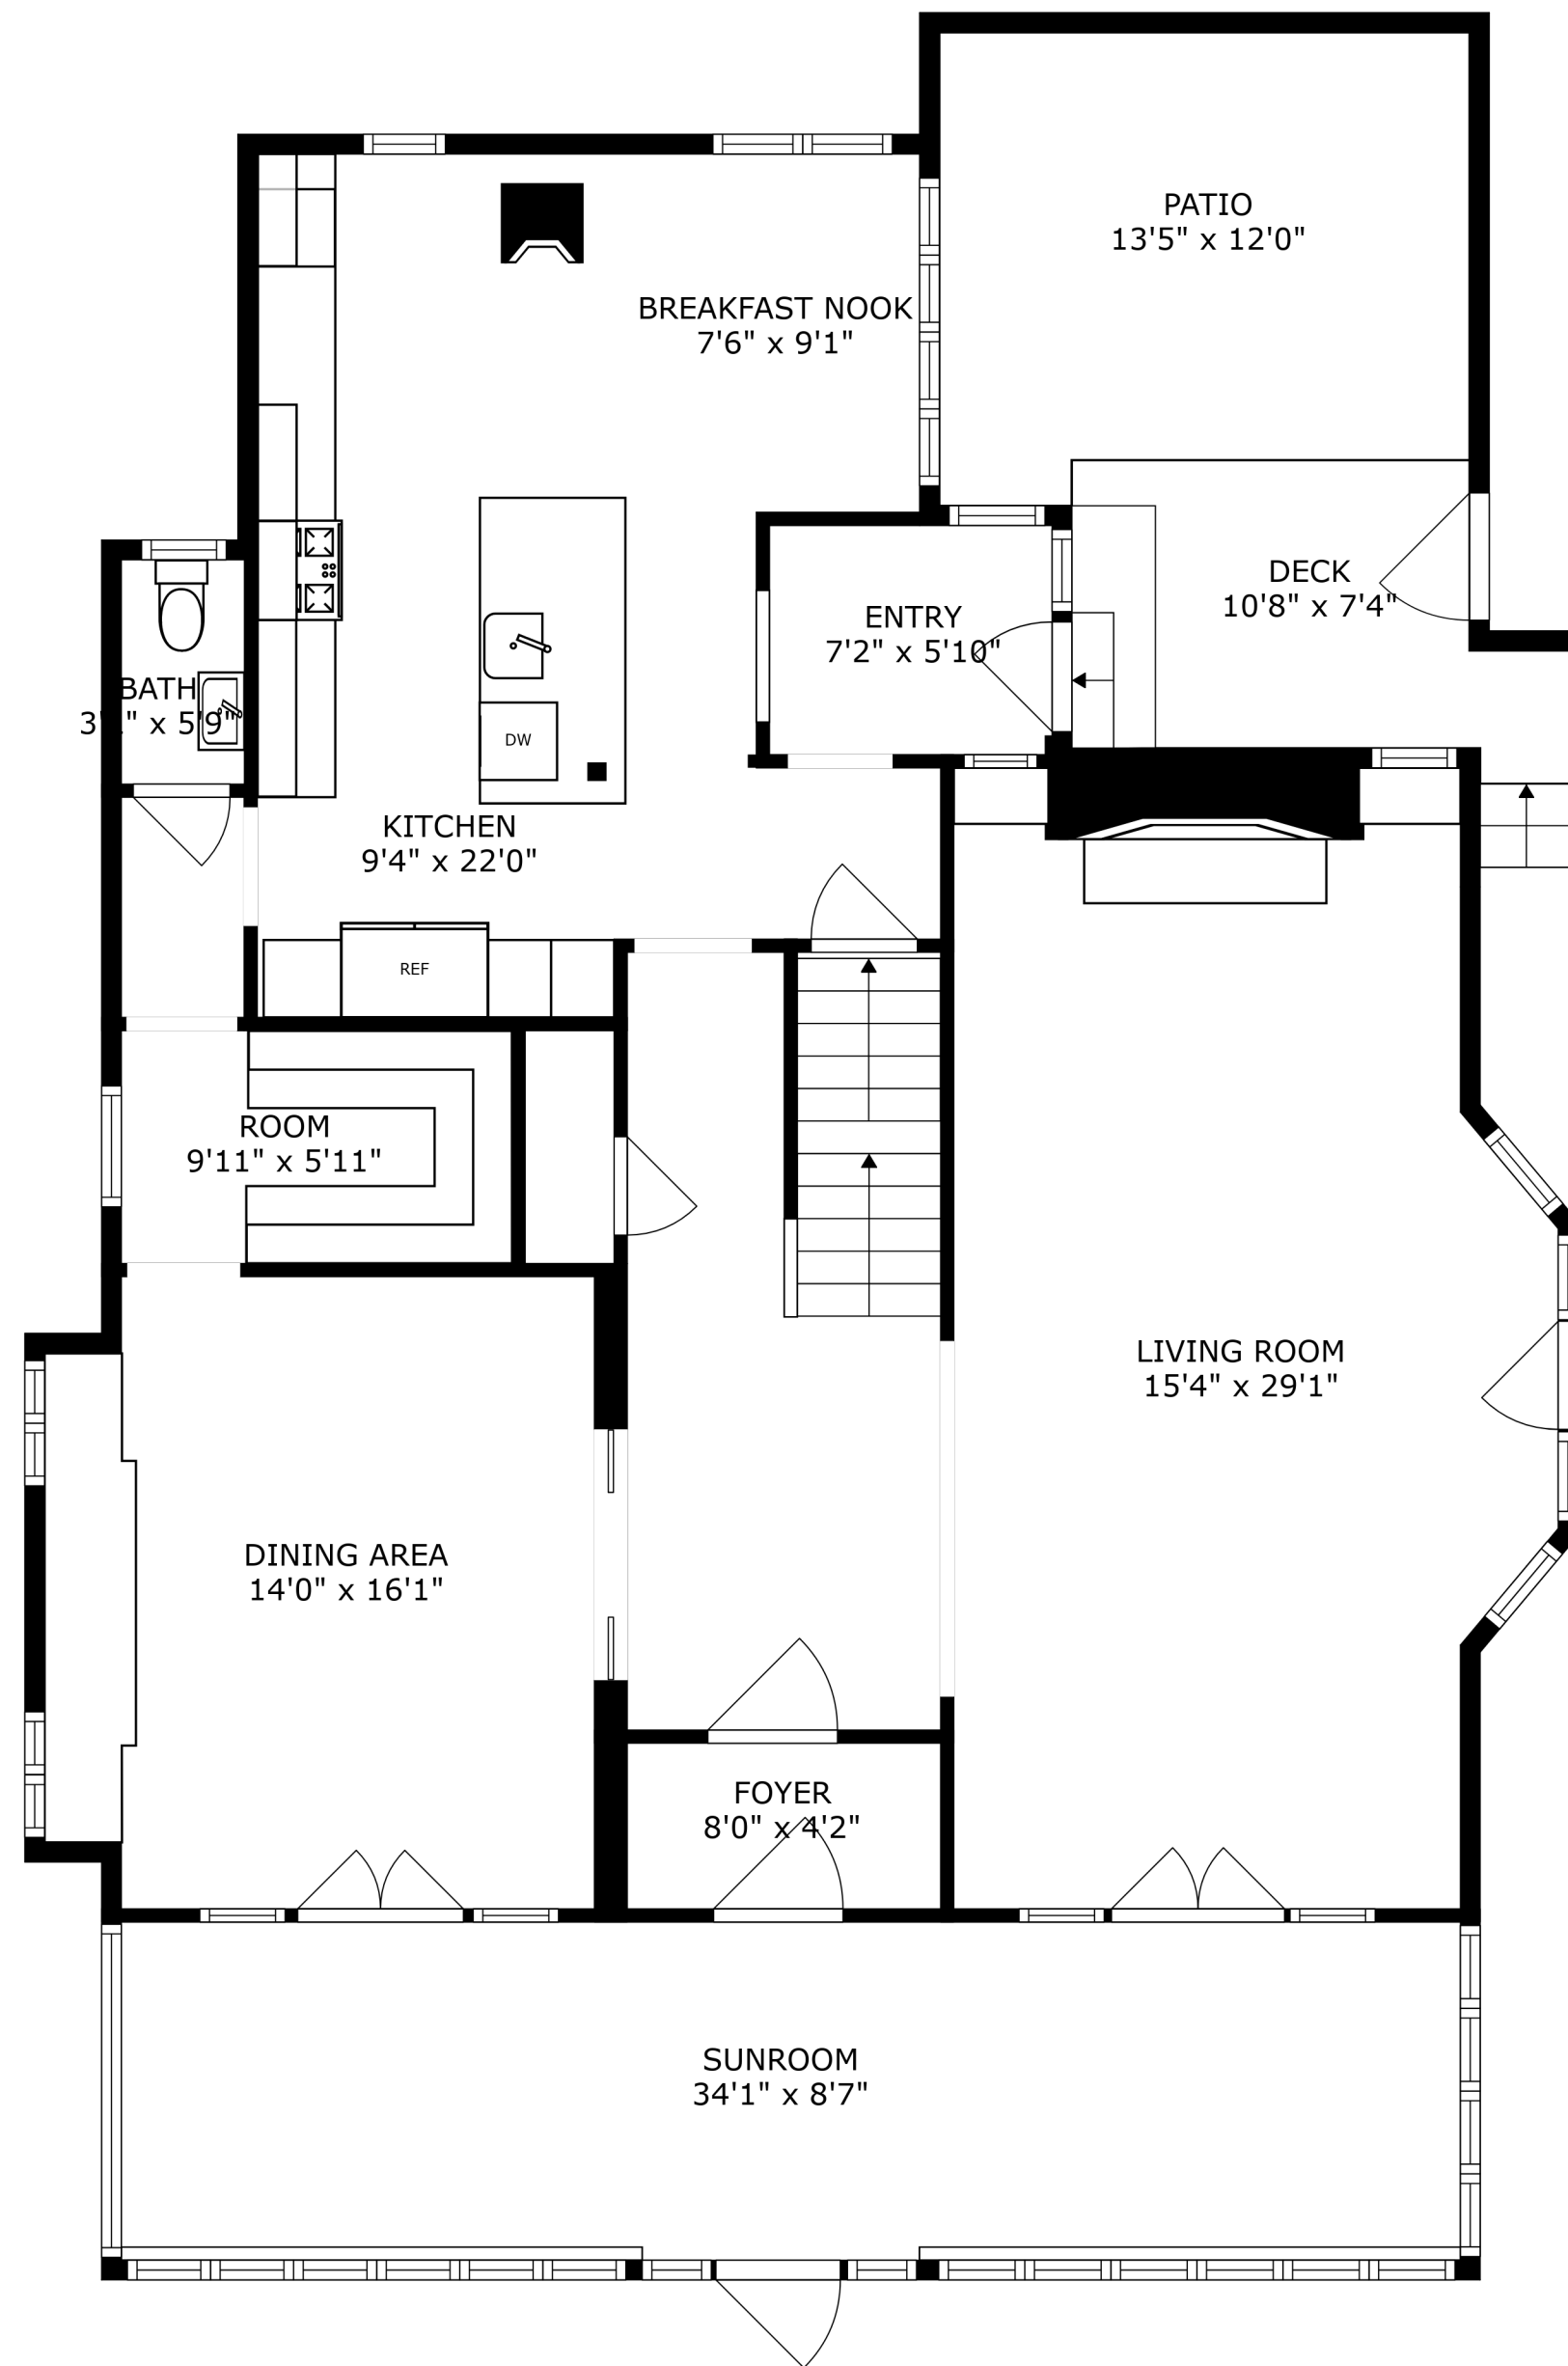 PATIO
13'5" x 12'0"
BREAKFAST NOOK
7'6" x 9'1"
DECK
10'8" x 7'4"
ENTRY
7'2" x 5'10"
BATH
x 5'9"
DW
KITCHEN
9'4" x 22'0"
REF
ROOM
9'11" x 5'11"
LIVING ROOM
15'4" x 29'1"
DINING AREA
14'0" x 16'1"
FOYER
8'0" x 4'2"
SUNROOM
34'1" x 8'7"